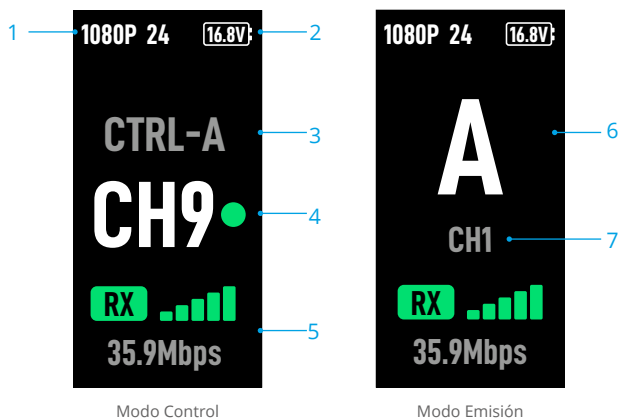 1 1080P 24 16.8V 2
1080P 24 16.8V
CTRL-A 3
A 6
CH9 4
CH1 7
RX
RX
5
35.9Mbps
35.9Mbps
Modo Control
Modo Emisión